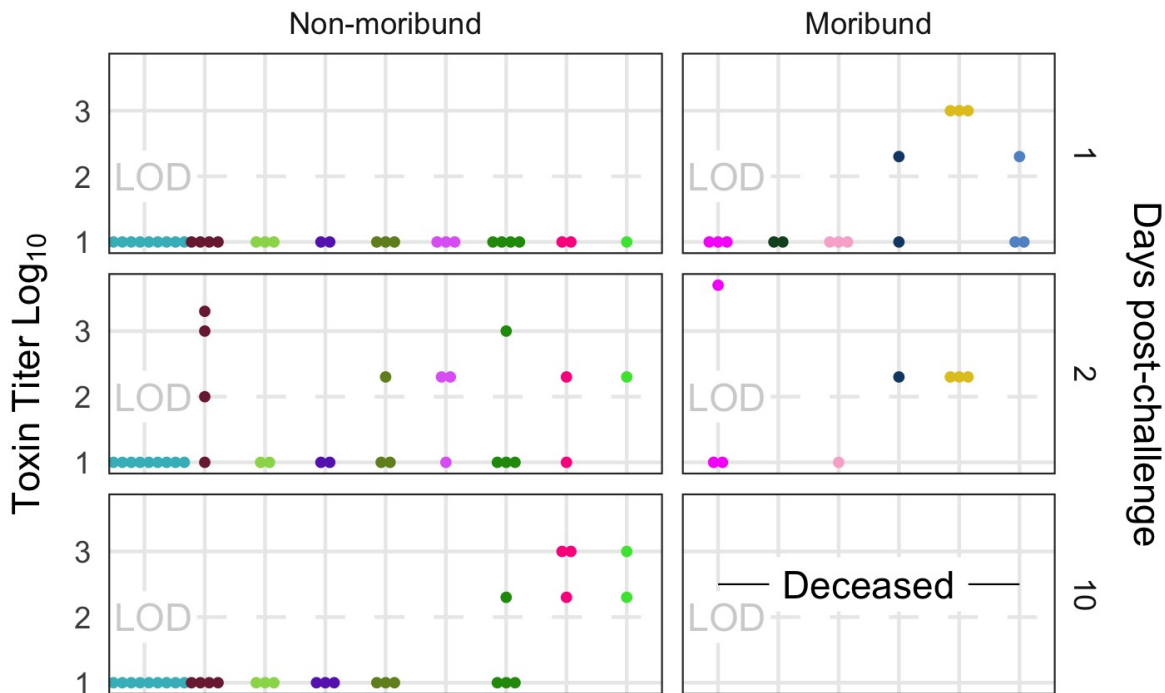 Non-moribund
Moribund
Toxin Titer Log10
Days post-challenge
3
LOD
2
1
LOD
1
3
LOD
2
1
LOD
2
3
LOD
2
1
LOD
Deceased
10